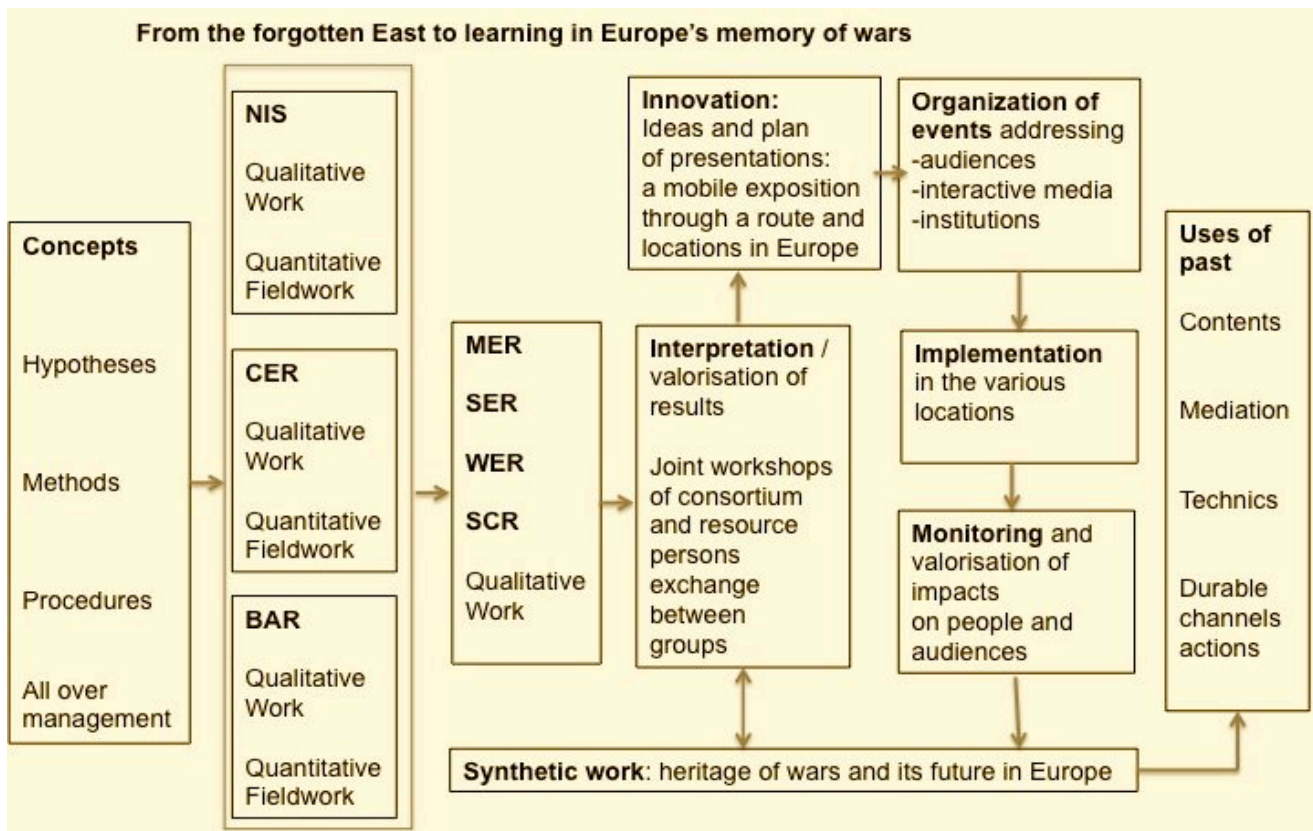 From the forgotten East to learning in Europe's memory of wars
Concepts
Hypotheses
Methods
Procedures
All over
management
NIS
Qualitative
Work
Quantitative
Fieldwork
CER
Qualitative
Work
Quantitative
Fieldwork
BAR
Qualitative
Work
Quantitative
Fieldwork
MER
SER
WER
SCR
Qualitative
Work
Interpretation /
valorisation of
results
Joint workshops
of consortium
and resource
persons
exchange
between
groups
Innovation:
Ideas and plan
of presentations:
a mobile exposition
through a route and
locations in Europe
Organization of
events addressing
-audiences
-interactive media
-institutions
Implementation
in the various
locations
Monitoring and
valorisation of
impacts
on people and
audiences
Synthetic work: heritage of wars and its future in Europe
Uses of
past
Contents
Mediation
Technics
Durable
channels
actions